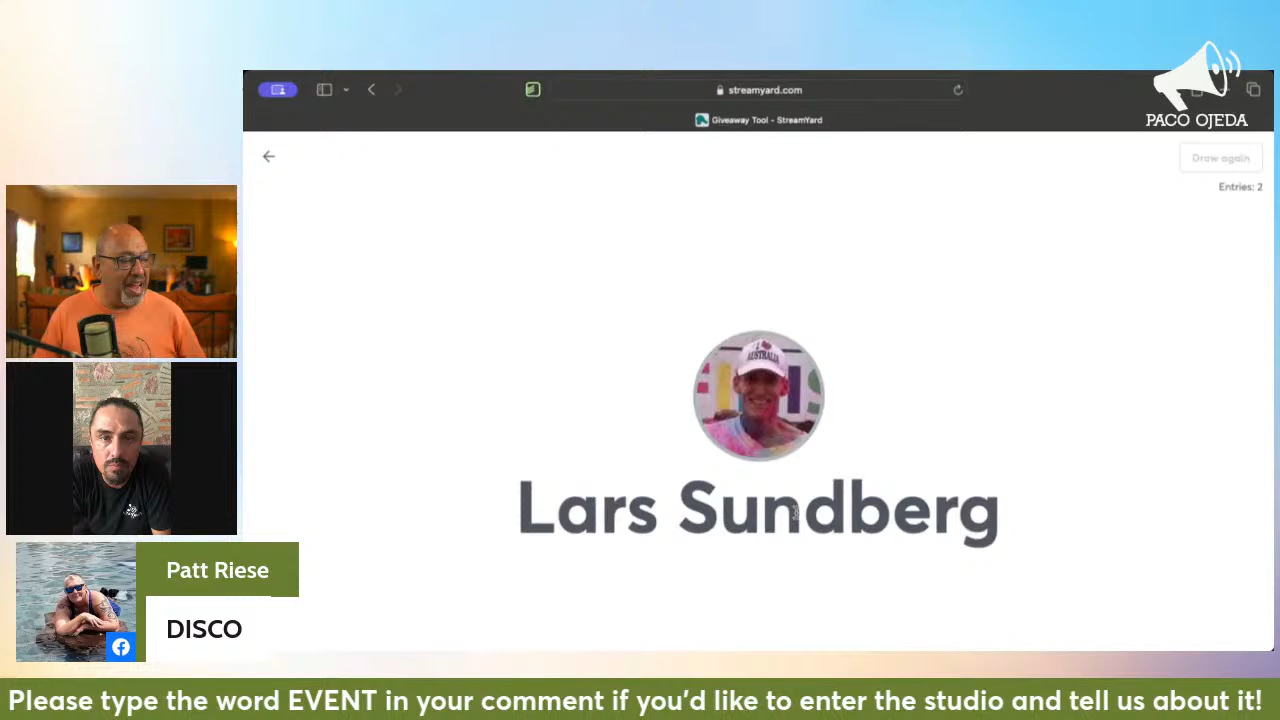 streamyard.com
Giveaway Tool - StreamYard
PACO OJEDA
Draw again
Entries: 2
I
AUSTRALIA
Lars Sundberg
Patt Riese
DISCO
Please type the word EVENT in your comment if you'd like to enter the studio and tell us about it!